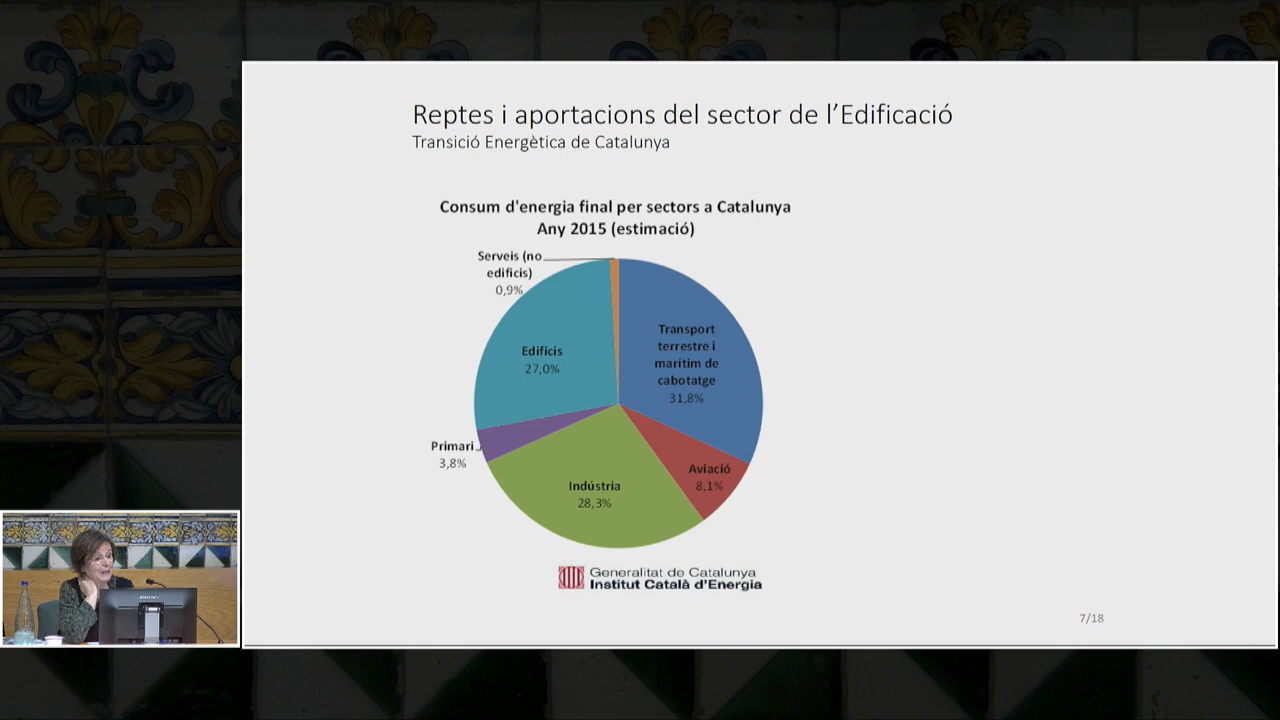 Reptes i aportacions del sector de l’Edificació
Transició Energètica de Catalunya
Consum d'energia final per sectors a Catalunya
Any 2015 (estimació)
Serveis (no
edificis)
0,9%
Transport
terrestre i
marítim de
cabotatge
31,8%
Edificis
27,0%
Primari
3,8%
Aviació
8,1%
Indústria
28,3%
Generalitat de Catalunya
Institut Català d'Energia
7/18